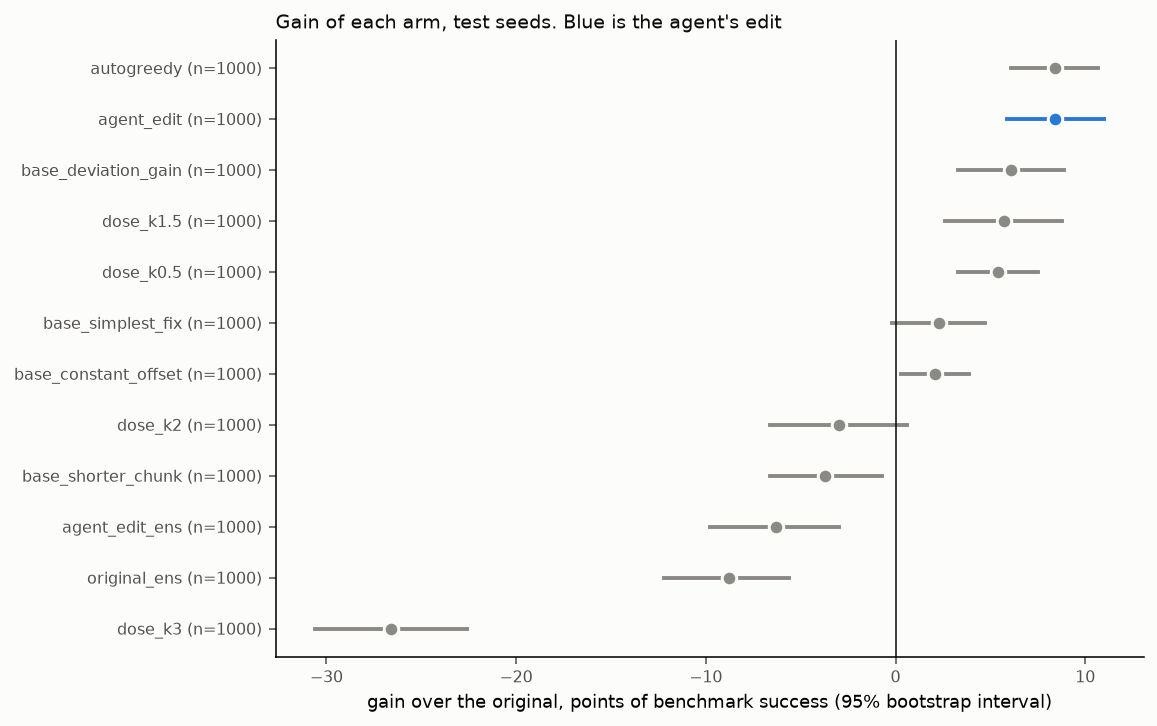 Gain of each arm, test seeds. Blue is the agent's edit
autogreedy (n=1000)
agent_edit (n=1000)
base_deviation_gain (n=1000)
dose_k1.5 (n=1000)
dose_k0.5 (n=1000)
base_simplest_fix (n=1000)
base_constant_offset (n=1000)
dose_k2 (n=1000)
base_shorter_chunk (n=1000)
agent_edit_ens (n=1000)
original_ens (n=1000)
dose_k3 (n=1000)
−30 −20 −10 0 10
gain over the original, points of benchmark success (95% bootstrap interval)